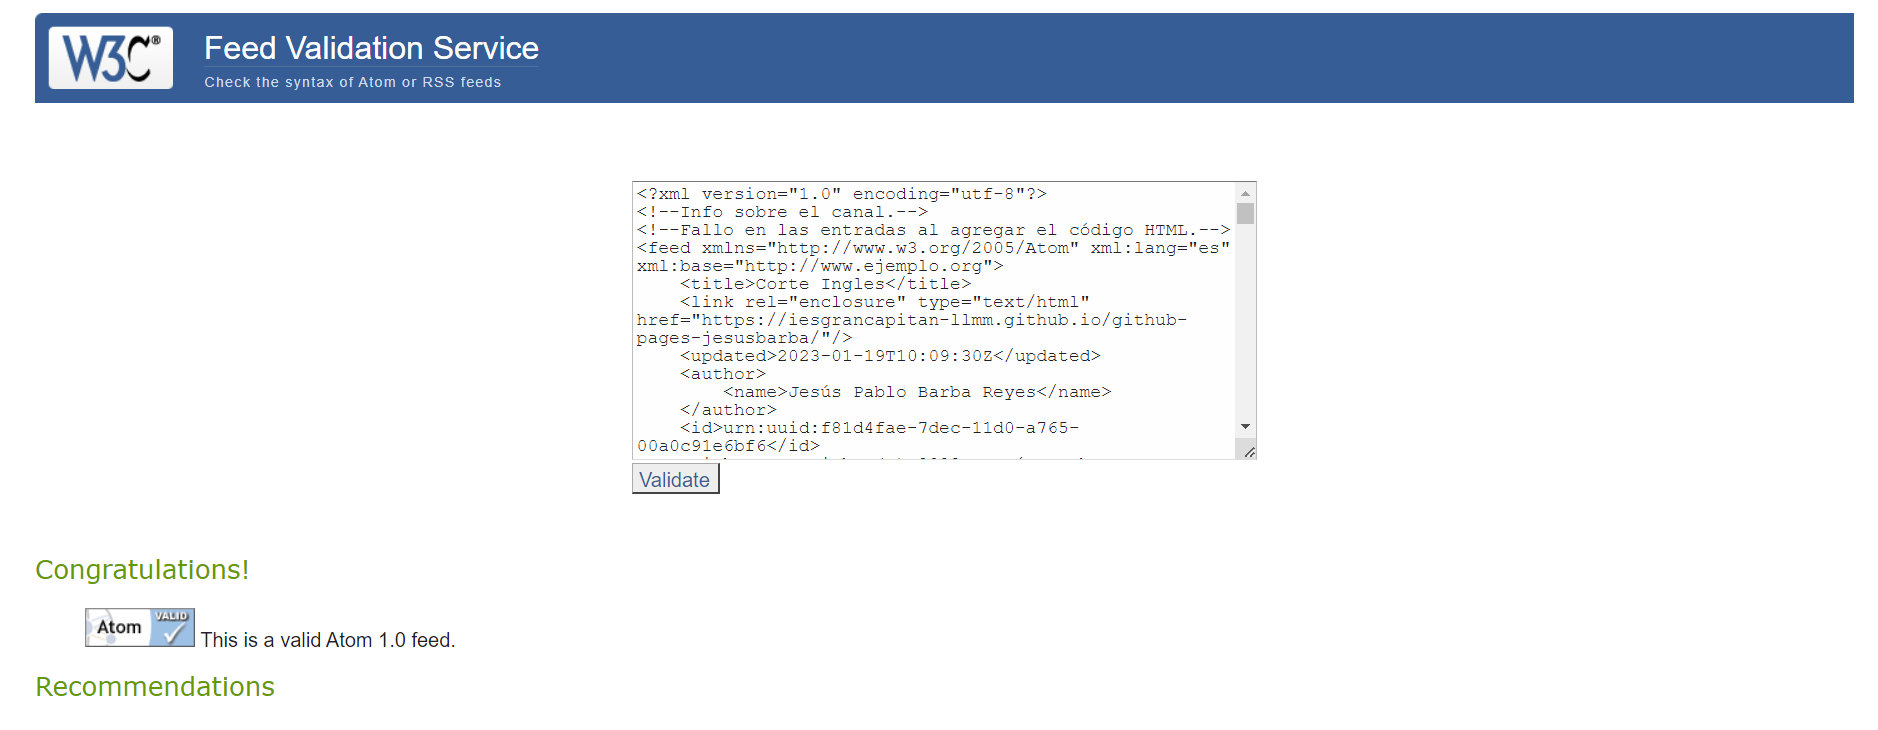 W3C®
Feed Validation Service
Check the syntax of Atom or RSS feeds
<?xml version="1.0" encoding="utf-8"?>
<!--Info sobre el canal.-->
<!--Fallo en las entradas al agregar el código HTML.-->
<feed xmlns="http://www.w3.org/2005/Atom" xml:lang="es"
xml:base="http://www.ejemplo.org">
    <title>Corte Ingles</title>
    <link rel="enclosure" type="text/html"
href="https://iesgrancapitan-llmm.github.io/github-
pages-jesusbarba/"/>
    <updated>2023-01-19T10:09:30Z</updated>
    <author>
        <name>Jesús Pablo Barba Reyes</name>
    </author>
    <id>urn:uuid:f81d4fae-7dec-11d0-a765-
00a0c91e6bf6</id>
Validate
Congratulations!
Atom VALID
This is a valid Atom 1.0 feed.
Recommendations